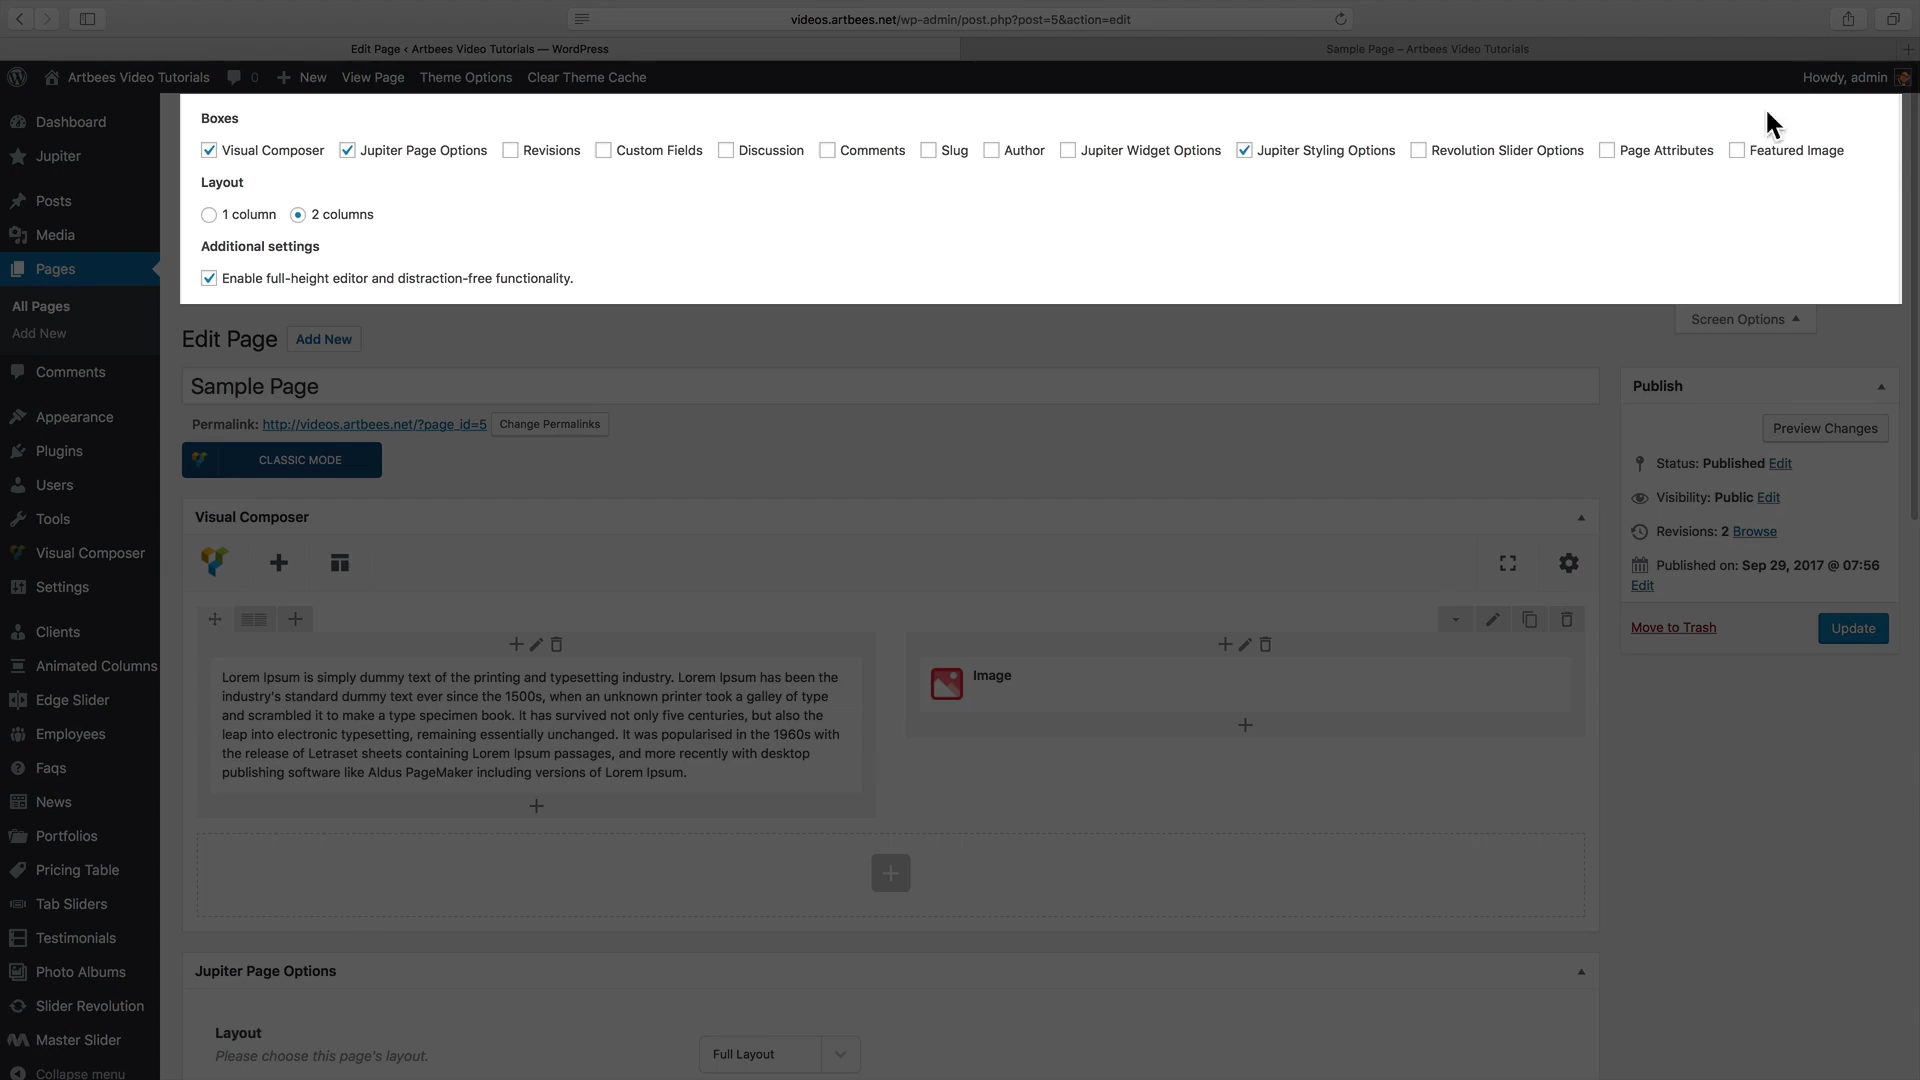 videos.artbees.net/wp-admin/post.php?post=5&action=edit
Edit Page ‹ Artbees Video Tutorials — WordPress
Sample Page – Artbees Video Tutorials
Artbees Video Tutorials 0 New View Page Theme Options Clear Theme Cache Howdy, admin
Dashboard
Jupiter
Posts
Media
Pages
All Pages
Add New
Comments
Appearance
Plugins
Users
Tools
Visual Composer
Settings
Clients
Animated Columns
Edge Slider
Employees
Faqs
News
Portfolios
Pricing Table
Tab Sliders
Testimonials
Photo Albums
Slider Revolution
Master Slider
Collapse menu
Boxes
Visual Composer Jupiter Page Options Revisions Custom Fields Discussion Comments Slug Author Jupiter Widget Options Jupiter Styling Options Revolution Slider Options Page Attributes Featured Image
Layout
1 column 2 columns
Additional settings
Enable full-height editor and distraction-free functionality.
Screen Options
Edit Page Add New
Sample Page
Permalink: http://videos.artbees.net/?page_id=5 Change Permalinks
CLASSIC MODE
Visual Composer
Lorem Ipsum is simply dummy text of the printing and typesetting industry. Lorem Ipsum has been the
industry's standard dummy text ever since the 1500s, when an unknown printer took a galley of type
and scrambled it to make a type specimen book. It has survived not only five centuries, but also the
leap into electronic typesetting, remaining essentially unchanged. It was popularised in the 1960s with
the release of Letraset sheets containing Lorem Ipsum passages, and more recently with desktop
publishing software like Aldus PageMaker including versions of Lorem Ipsum.
Image
Jupiter Page Options
Layout
Please choose this page's layout.
Full Layout
Publish
Preview Changes
Status: Published Edit
Visibility: Public Edit
Revisions: 2 Browse
Published on: Sep 29, 2017 @ 07:56
Edit
Move to Trash Update